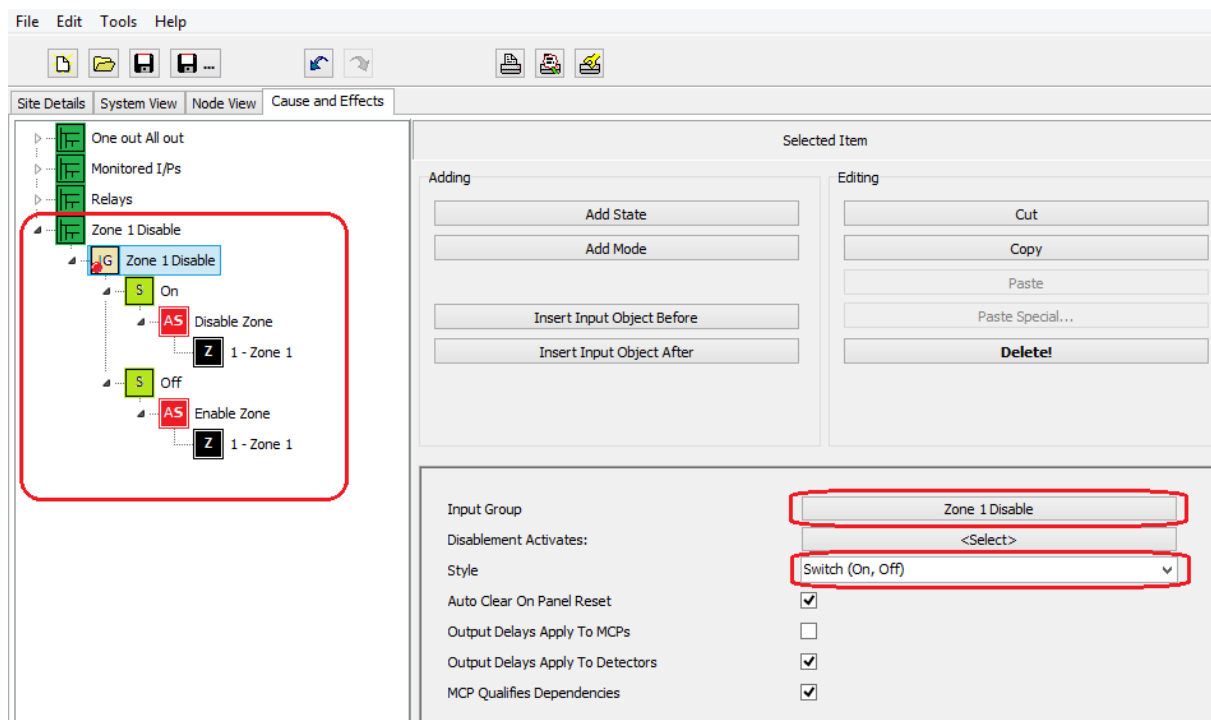 File Edit Tools Help
...
Site Details System View Node View Cause and Effects
One out All out
Monitored I/Ps
Relays
Zone 1 Disable
IG Zone 1 Disable
S On
AS Disable Zone
Z 1 - Zone 1
S Off
AS Enable Zone
Z 1 - Zone 1
Selected Item
Adding
Add State
Add Mode
Insert Input Object Before
Insert Input Object After
Editing
Cut
Copy
Paste
Paste Special...
Delete!
Input Group Zone 1 Disable
Disablement Activates: <Select>
Style Switch (On, Off)
Auto Clear On Panel Reset
Output Delays Apply To MCPs
Output Delays Apply To Detectors
MCP Qualifies Dependencies